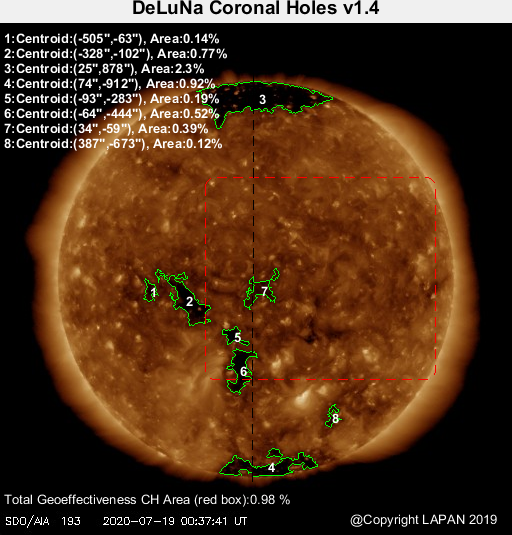 DeLuNa Coronal Holes v1.4
1:Centroid:(-505",-63"), Area:0.14%
2:Centroid:(-328",-102"), Area:0.77%
3:Centroid:(25",878"), Area:2.3%
4:Centroid:(74",-912"), Area:0.92%
5:Centroid:(-93",-283"), Area:0.19%
6:Centroid:(-64",-444"), Area:0.52%
7:Centroid:(34",-59"), Area:0.39%
8:Centroid:(387",-673"), Area:0.12%
3
1
2
7
5
6
8
4
Total Geoeffectiveness CH Area (red box):0.98 %
SDO/AIA 193 2020-07-19 00:37:41 UT
@Copyright LAPAN 2019